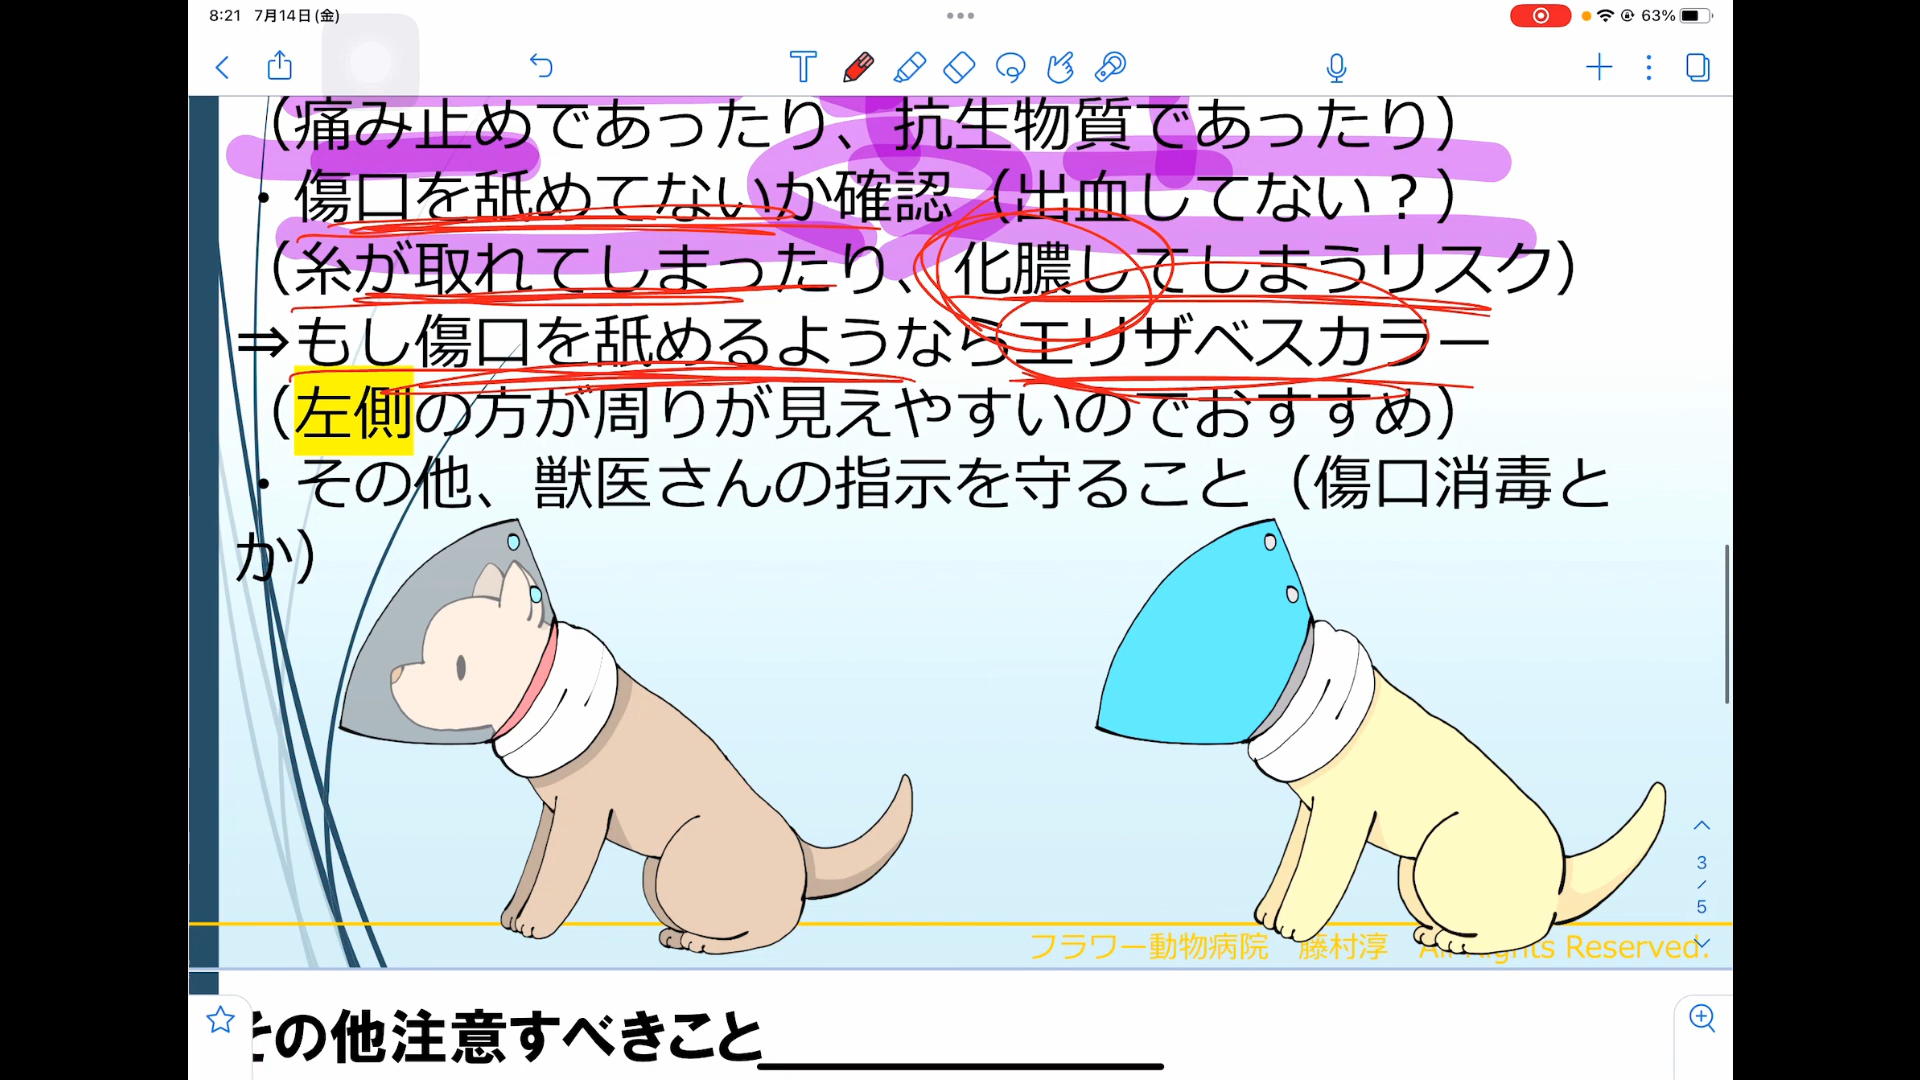 8:21 7月14日(金)
63%
（痛み止めであったり、抗生物質であったり）
・傷口を舐めてないか確認（出血してない？）
（糸が取れてしまったり、化膿してしまうリスク）
⇒もし傷口を舐めるようならエリザベスカラー
（左側の方が周りが見えやすいのでおすすめ）
・その他、獣医さんの指示を守ること（傷口消毒と
か）
3
/
5
フラワー動物病院 藤村淳 All Rights Reserved.
その他注意すべきこと